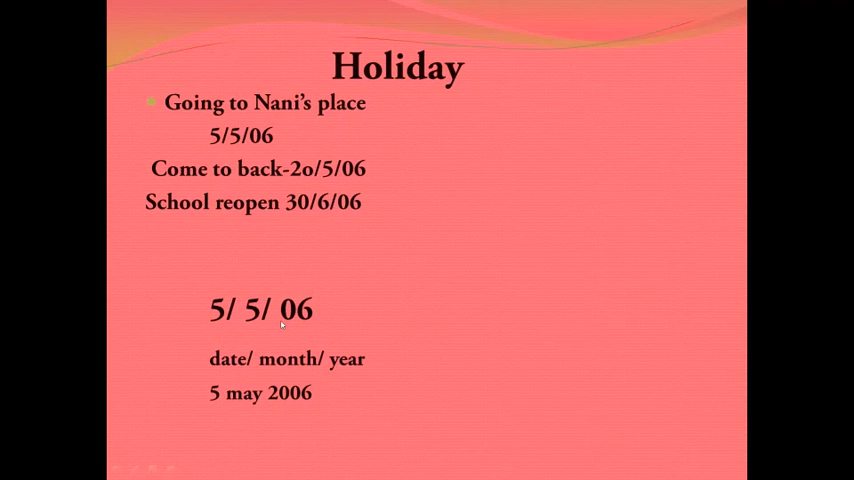 Holiday
Going to Nani's place
5/5/06
Come to back-2o/5/06
School reopen 30/6/06
5/ 5/ 06
date/ month/ year
5 may 2006